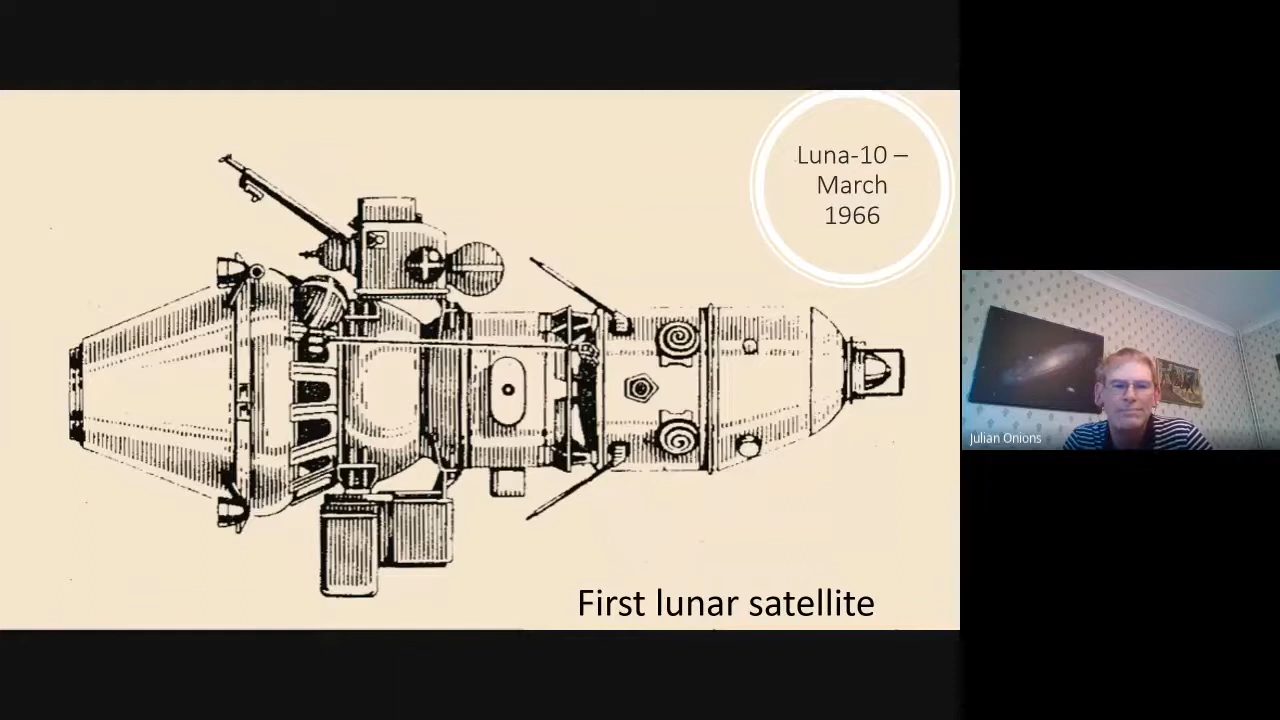 Luna-10 –
March
1966
First lunar satellite
Julian Onions